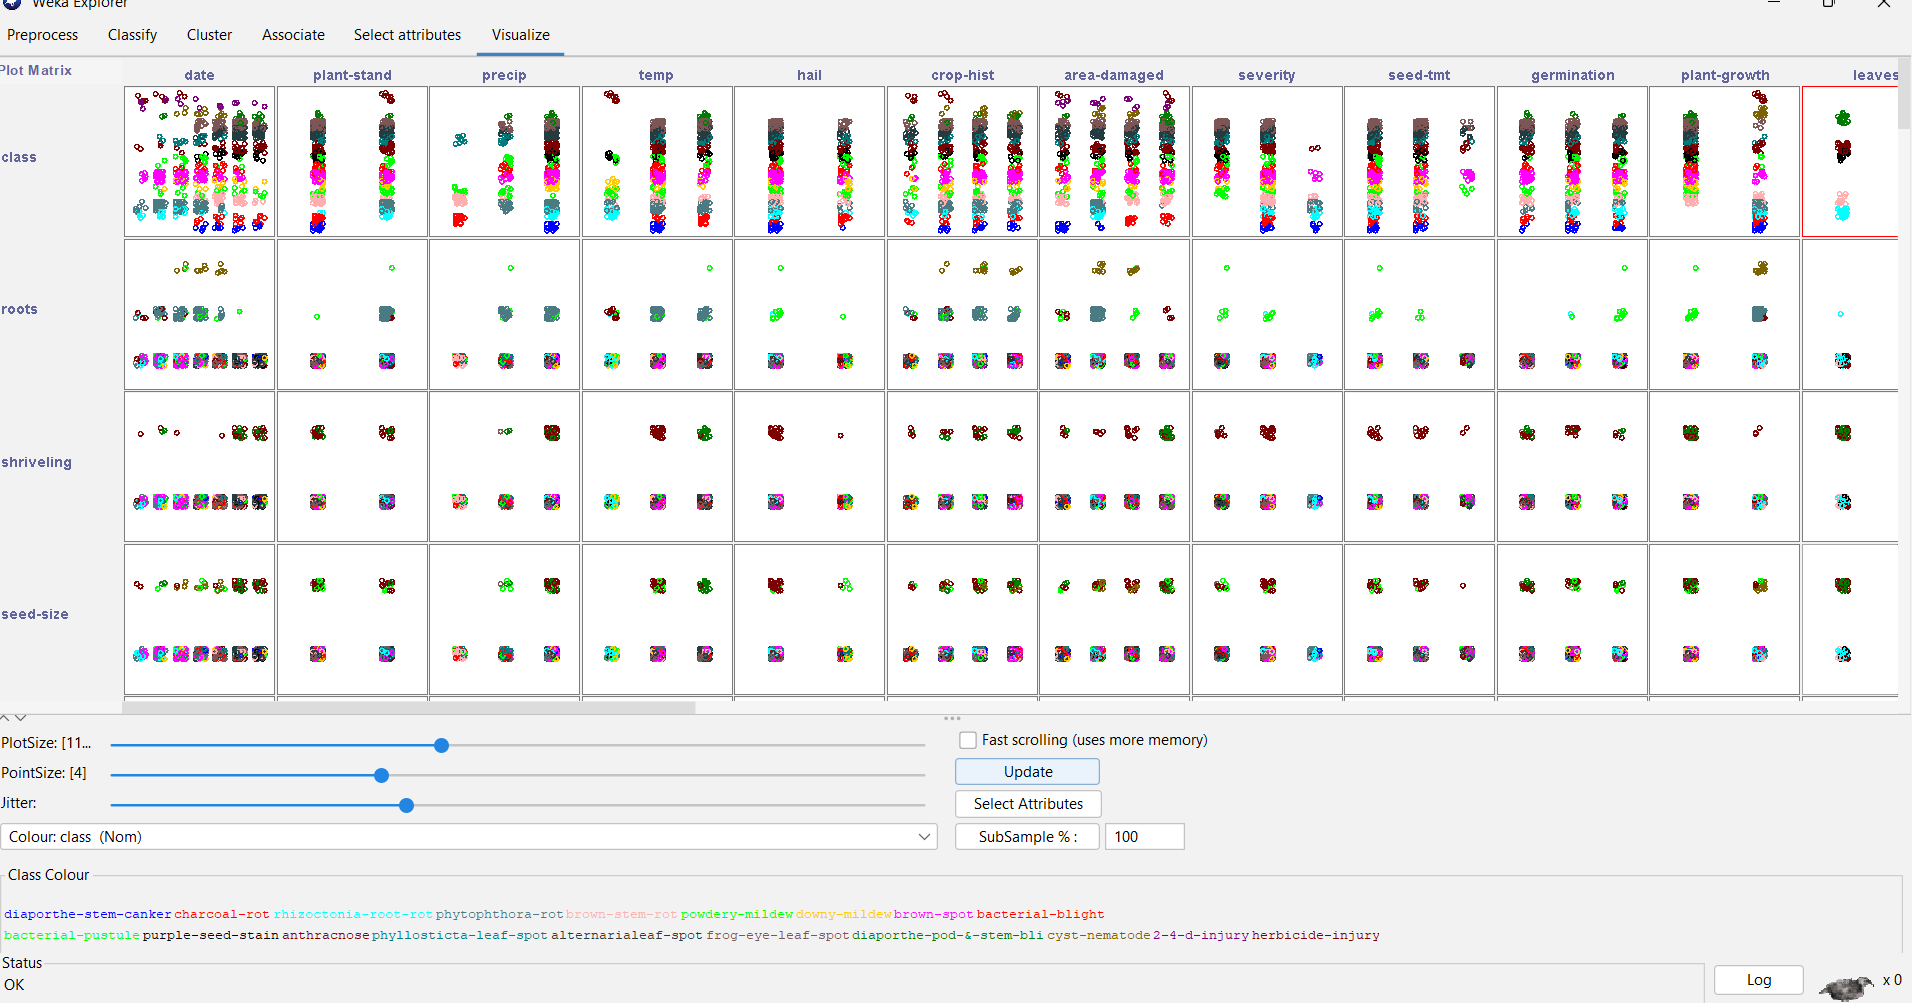 Weka Explorer
Preprocess Classify Cluster Associate Select attributes Visualize
Plot Matrix date plant-stand precip temp hail crop-hist area-damaged severity seed-tmt germination plant-growth leaves
class
roots
shriveling
seed-size
PlotSize: [11...
Fast scrolling (uses more memory)
PointSize: [4]
Update
Jitter:
Select Attributes
Colour: class (Nom)
SubSample % : 100
Class Colour
diaporthe-stem-canker charcoal-rot rhizoctonia-root-rot phytophthora-rot brown-stem-rot powdery-mildew downy-mildew brown-spot bacterial-blight
bacterial-pustule purple-seed-stain anthracnose phyllosticta-leaf-spot alternarialeaf-spot frog-eye-leaf-spot diaporthe-pod-&-stem-bli cyst-nematode 2-4-d-injury herbicide-injury
Status
OK
Log
x 0